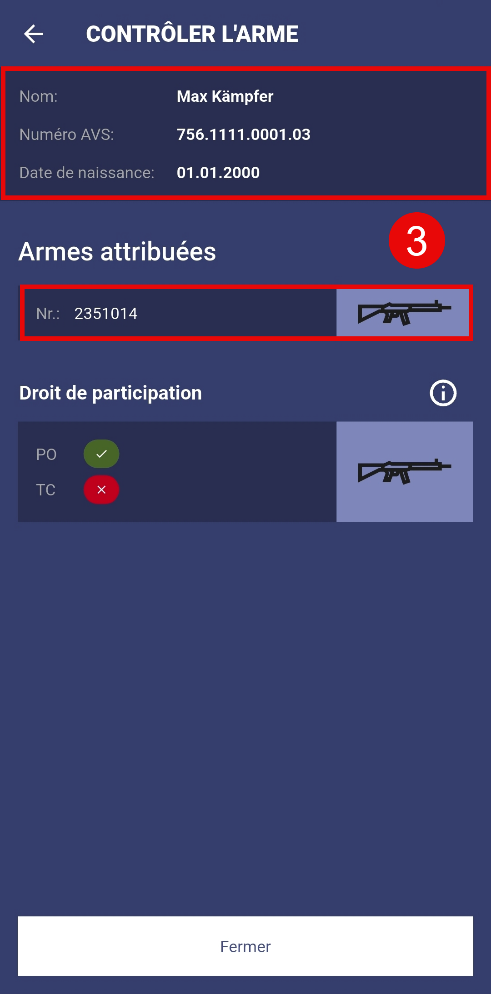 CONTRÔLER L'ARME
Nom: Max Kämpfer
Numéro AVS: 756.1111.0001.03
Date de naissance: 01.01.2000
3
Armes attribuées
Nr.: 2351014
Droit de participation
PO
TC
Fermer